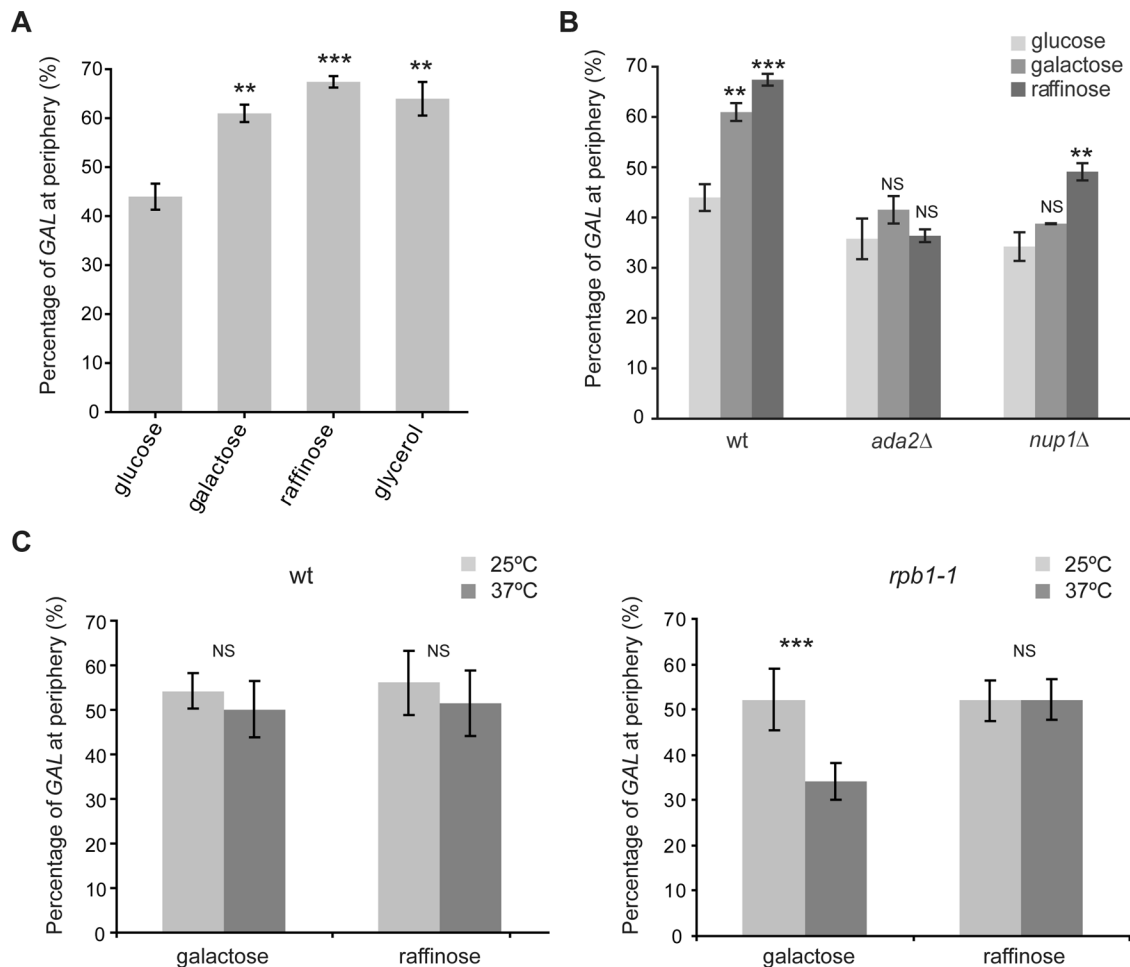 A
Percentage of GAL at periphery (%)
70
60
50
40
30
20
10
0
**
***
**
glucose
galactose
raffinose
glycerol
B
glucose
galactose
raffinose
Percentage of GAL at periphery (%)
70
60
50
40
30
20
10
0
**
***
NS
NS
NS
**
wt
ada2Δ
nup1Δ
C
wt
25ºC
37ºC
Percentage of GAL at periphery (%)
70
60
50
40
30
20
10
0
NS
NS
galactose
raffinose
rpb1-1
25ºC
37ºC
Percentage of GAL at periphery (%)
70
60
50
40
30
20
10
0
***
NS
galactose
raffinose